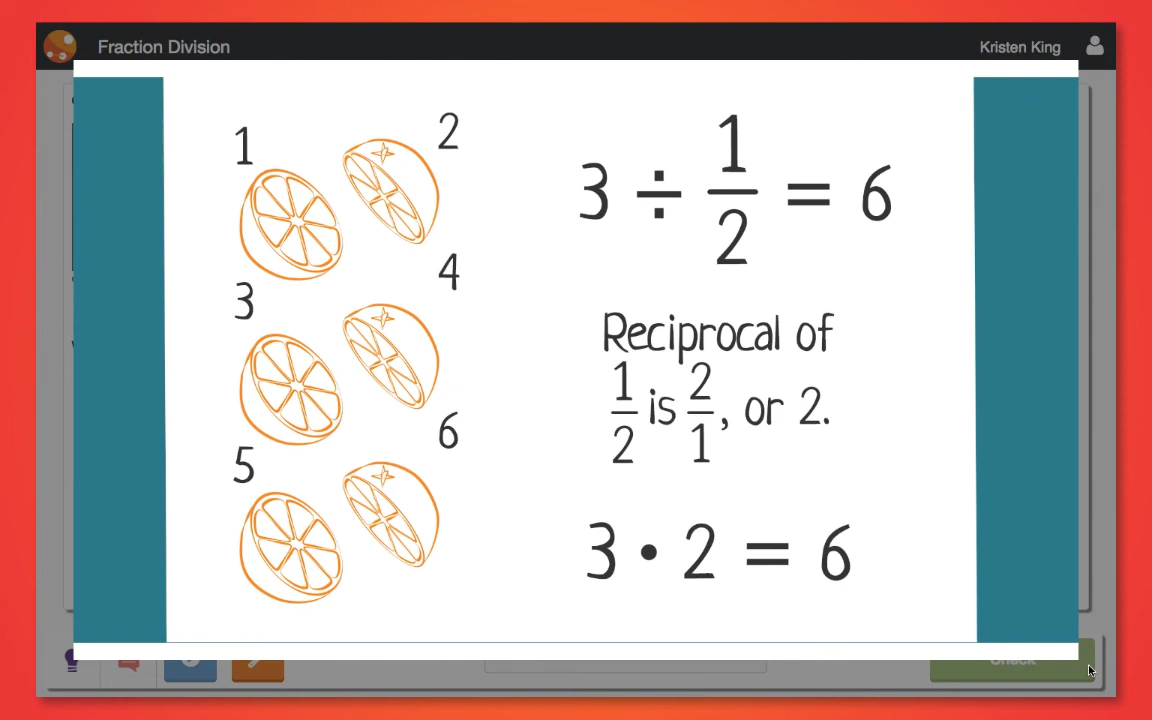 Fraction Division
Kristen King
1
2
3 ÷ 1/2 = 6
4
3
Reciprocal of
1/2 is 2/1, or 2.
6
5
3 • 2 = 6
Check